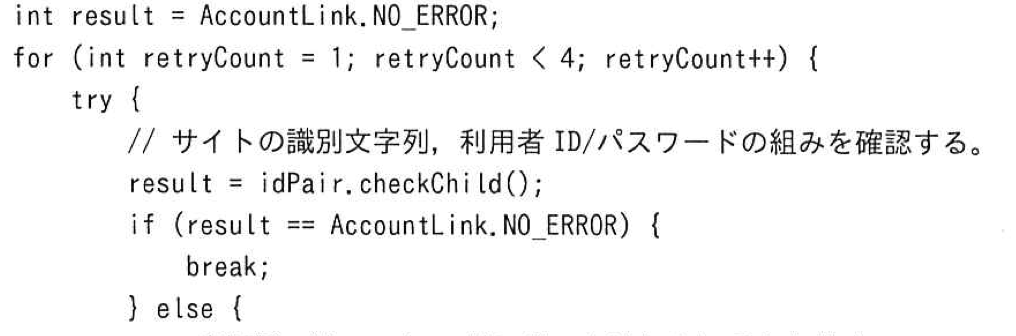 int result = AccountLink.NO_ERROR;
for (int retryCount = 1; retryCount < 4; retryCount++) {
try {
// サイトの識別文字列，利用者 ID/パスワードの組みを確認する。
result = idPair.checkChild();
if (result == AccountLink.NO_ERROR) {
break;
} else {